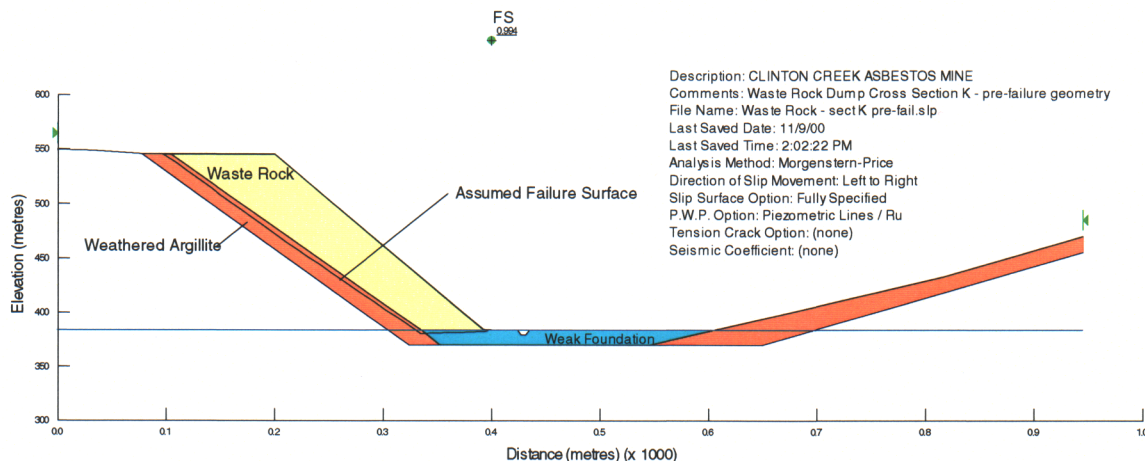 FS
0.994
Description: CLINTON CREEK ASBESTOS MINE
Comments: Waste Rock Dump Cross Section K - pre-failure geometry
File Name: Waste Rock - sect K pre-fail.slp
Last Saved Date: 11/9/00
Last Saved Time: 2:02:22 PM
Analysis Method: Morgenstern-Price
Direction of Slip Movement: Left to Right
Slip Surface Option: Fully Specified
P.W.P. Option: Piezometric Lines / Ru
Tension Crack Option: (none)
Seismic Coefficient: (none)
Elevation (metres)
600
550
500
450
400
350
300
Waste Rock
Assumed Failure Surface
Weathered Argillite
Weak Foundation
0.0 0.1 0.2 0.3 0.4 0.5 0.6 0.7 0.8 0.9 1.0
Distance (metres) (x 1000)